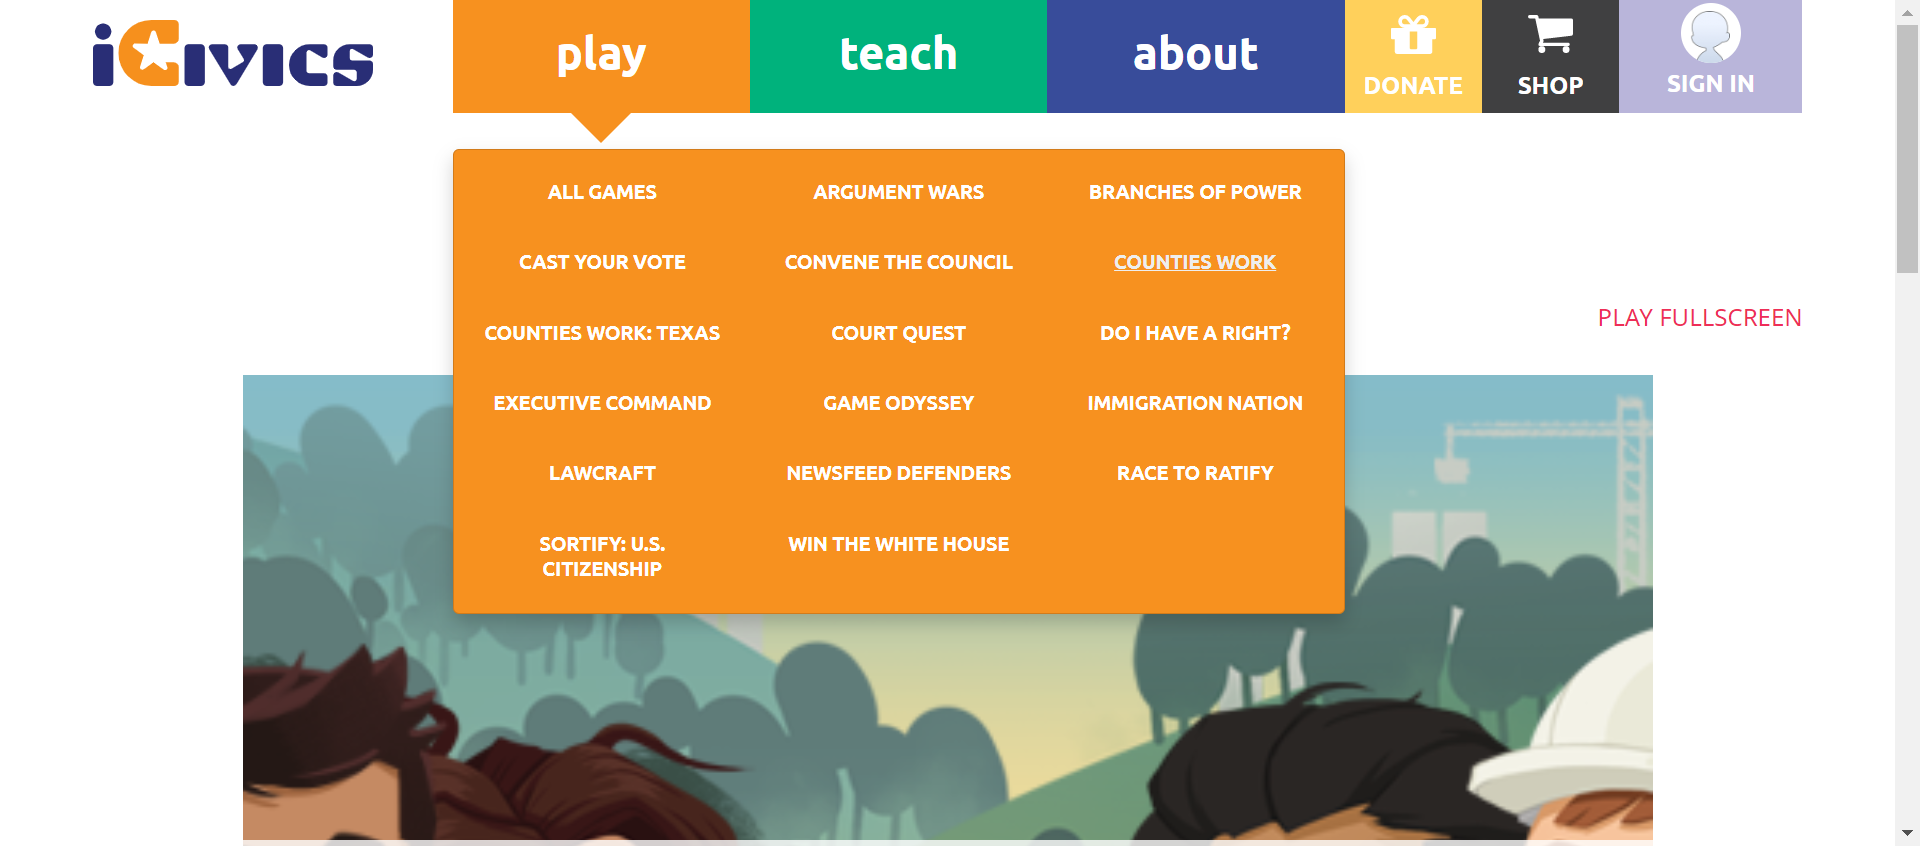 iCivics
play
teach
about
DONATE
SHOP
SIGN IN
ALL GAMES
ARGUMENT WARS
BRANCHES OF POWER
CAST YOUR VOTE
CONVENE THE COUNCIL
COUNTIES WORK
COUNTIES WORK: TEXAS
COURT QUEST
DO I HAVE A RIGHT?
EXECUTIVE COMMAND
GAME ODYSSEY
IMMIGRATION NATION
LAWCRAFT
NEWSFEED DEFENDERS
RACE TO RATIFY
SORTIFY: U.S.
CITIZENSHIP
WIN THE WHITE HOUSE
PLAY FULLSCREEN